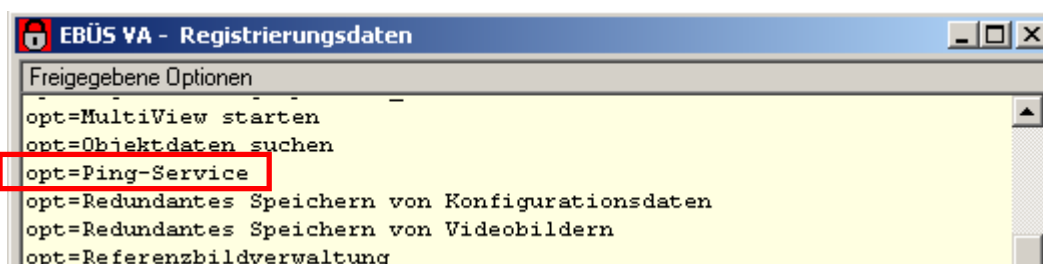 EBÜS VA - Registrierungsdaten
Freigegebene Optionen
opt=MultiView starten
opt=Objektdaten suchen
opt=Ping-Service
opt=Redundantes Speichern von Konfigurationsdaten
opt=Redundantes Speichern von Videobildern
opt=Referenzbildverwaltung